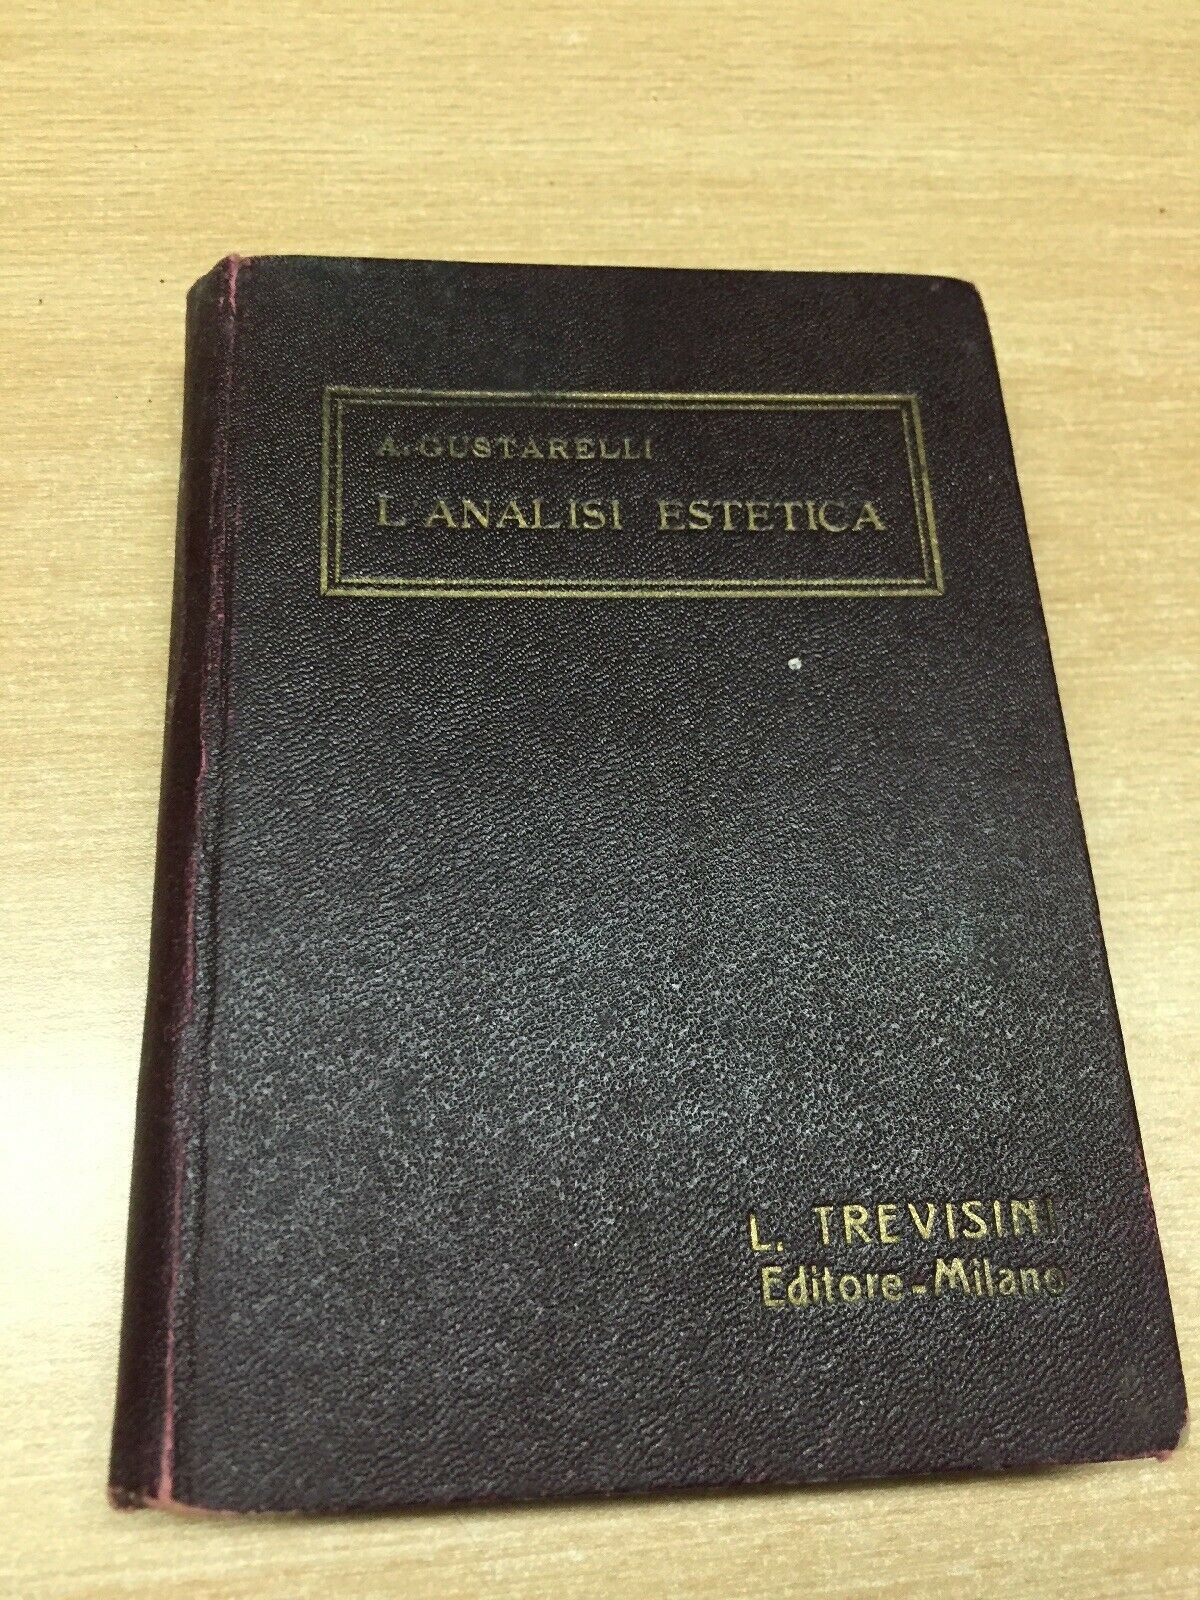 A. GUSTARELLI
L'ANALISI ESTETICA
L. TREVISINI
Editore-Milano